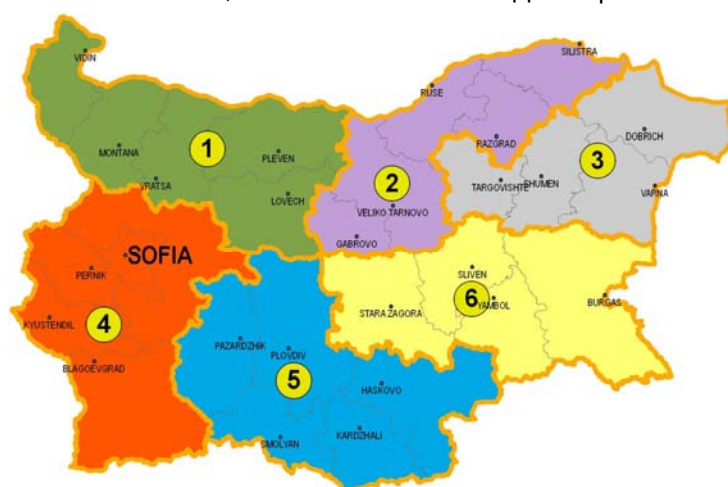 VIDIN
SILISTRA
RUSE
DOBRICH
MONTANA
1
PLEVEN
RAZGRAD
3
VRATSA
LOVECH
2
TARGOVISHTE
SHUMEN
VARNA
VELIKO TARNOVO
GABROVO
SOFIA
PERNIK
SLIVEN
6
YAMBOL
BURGAS
STARA ZAGORA
KYUSTENDIL
4
PAZARDZHIK
PLOVDIV
BLAGOEVGRAD
5
HASKOVO
KARDZHALI
SMOLYAN